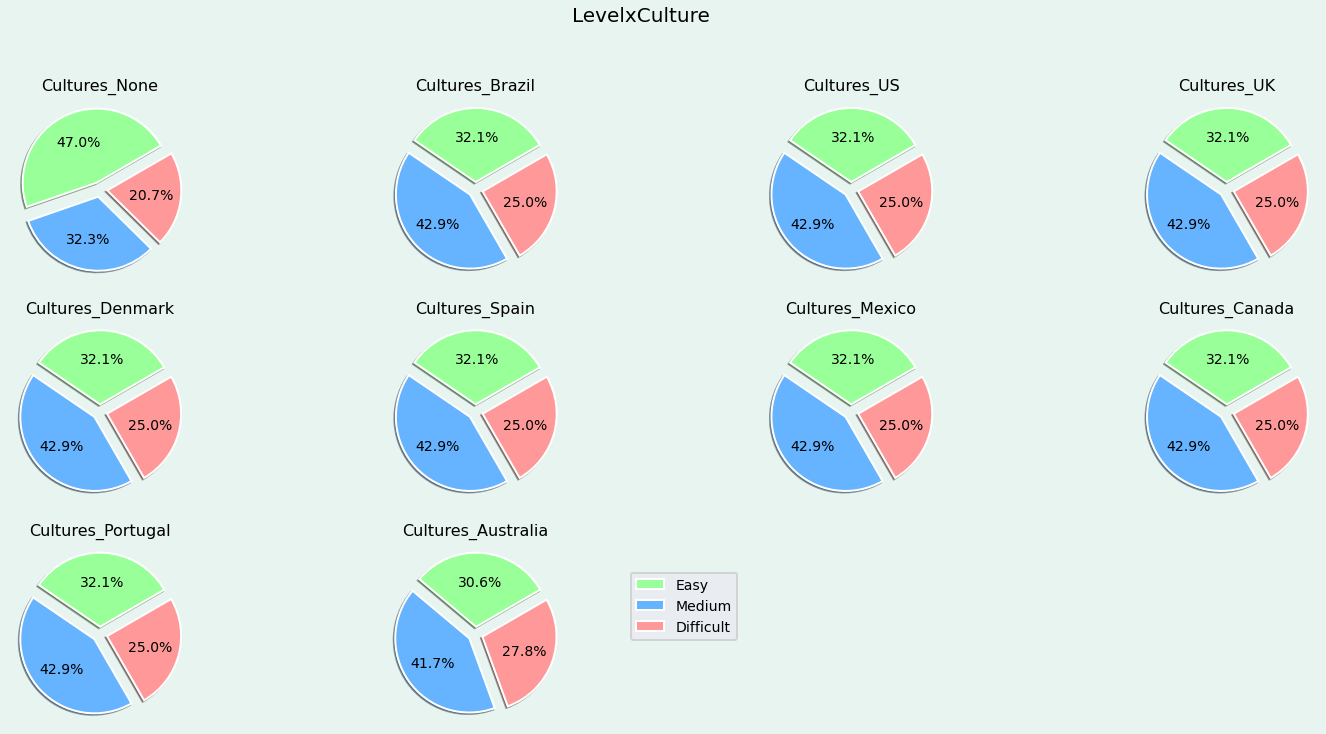 LevelxCulture
Cultures_None
47.0%
20.7%
32.3%
Cultures_Brazil
32.1%
25.0%
42.9%
Cultures_US
32.1%
25.0%
42.9%
Cultures_UK
32.1%
25.0%
42.9%
Cultures_Denmark
32.1%
25.0%
42.9%
Cultures_Spain
32.1%
25.0%
42.9%
Cultures_Mexico
32.1%
25.0%
42.9%
Cultures_Canada
32.1%
25.0%
42.9%
Cultures_Portugal
32.1%
25.0%
42.9%
Cultures_Australia
30.6%
27.8%
41.7%
Easy
Medium
Difficult